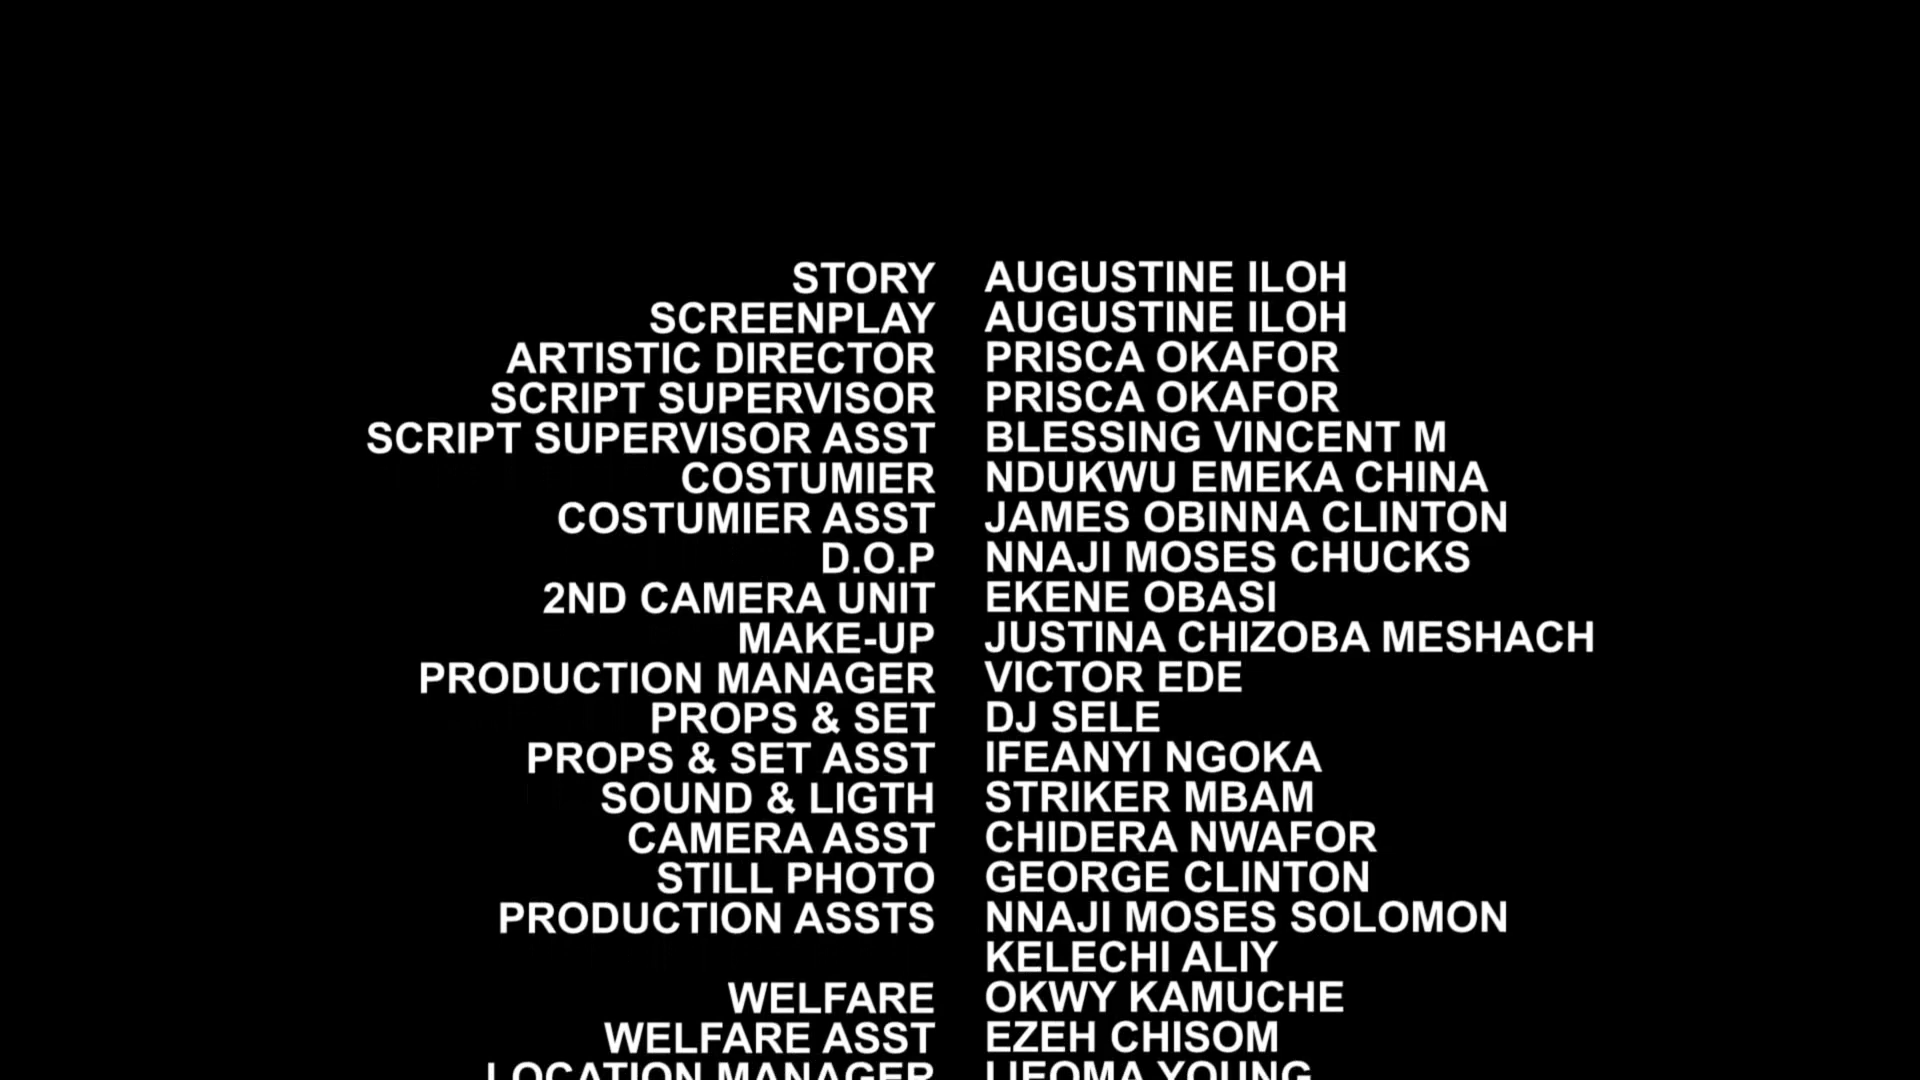 STORY AUGUSTINE ILOH
SCREENPLAY AUGUSTINE ILOH
ARTISTIC DIRECTOR PRISCA OKAFOR
SCRIPT SUPERVISOR PRISCA OKAFOR
SCRIPT SUPERVISOR ASST BLESSING VINCENT M
COSTUMIER NDUKWU EMEKA CHINA
COSTUMIER ASST JAMES OBINNA CLINTON
D.O.P NNAJI MOSES CHUCKS
2ND CAMERA UNIT EKENE OBASI
MAKE-UP JUSTINA CHIZOBA MESHACH
PRODUCTION MANAGER VICTOR EDE
PROPS & SET DJ SELE
PROPS & SET ASST IFEANYI NGOKA
SOUND & LIGTH STRIKER MBAM
CAMERA ASST CHIDERA NWAFOR
STILL PHOTO GEORGE CLINTON
PRODUCTION ASSTS NNAJI MOSES SOLOMON
KELECHI ALIY
WELFARE OKWY KAMUCHE
WELFARE ASST EZEH CHISOM
LOCATION MANAGER IJEOMA YOUNG